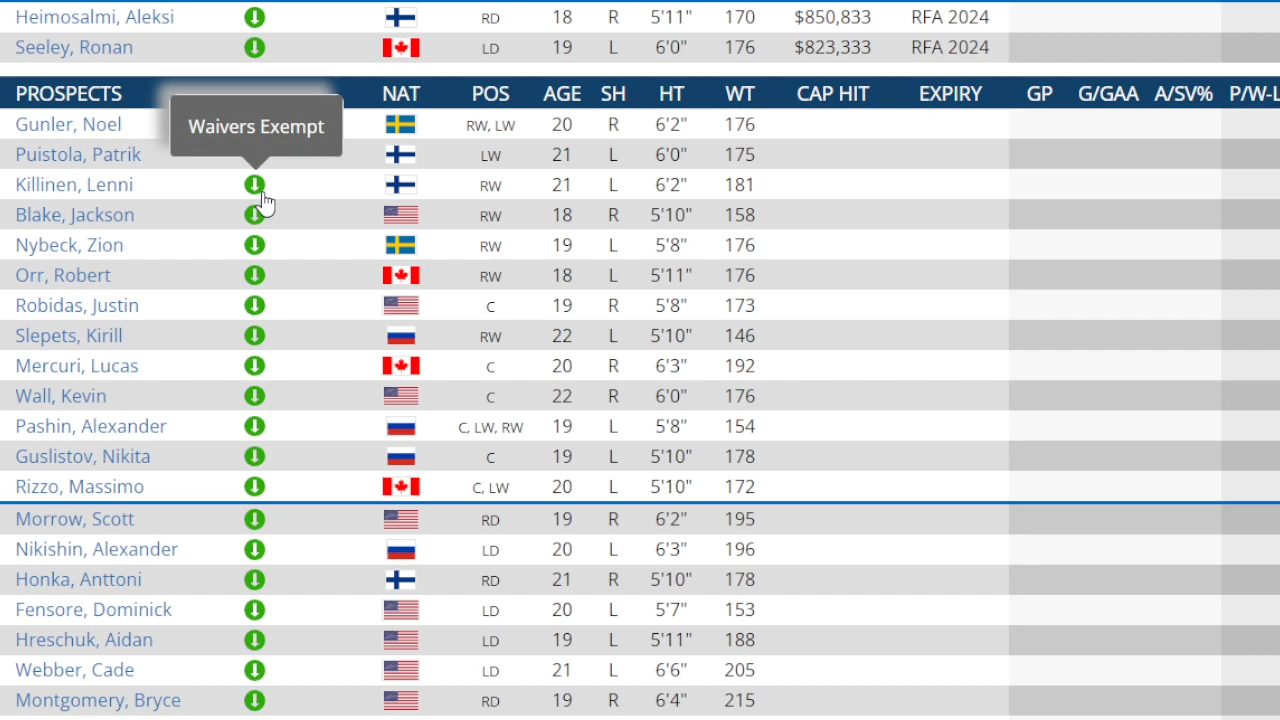 Heimosalmi, Aleksi RD 18 R 5'11" 170 $850,833 RFA 2024
Seeley, Ronan LD 19 L 6'0" 176 $823,333 RFA 2024
PROSPECTS NAT POS AGE SH HT WT CAP HIT EXPIRY GP G/GAA A/SV% P/W-L
Waivers Exempt
Gunler, Noel RW, LW 20 R 6'2" 176
Puistola, Patrik LW 21 L 6'0" 175
Killinen, Lenni RW 21 L 6'2" 181
Blake, Jackson RW 18 R 5'10" 158
Nybeck, Zion RW 19 L 5'8" 176
Orr, Robert RW 18 L 5'11" 176
Robidas, Justin C 19 R 5'8" 173
Slepets, Kirill RW 22 L 5'10" 146
Mercuri, Lucas C 20 R 6'3" 192
Wall, Kevin C 22 R 6'0" 176
Pashin, Alexander C, LW, RW 19 L 5'8" 154
Guslistov, Nikita C 19 L 5'10" 178
Rizzo, Massimo C, LW 20 L 5'10" 172
Morrow, Scott RD 19 R 6'2" 195
Nikishin, Alexander LD 20 L 6'3" 196
Honka, Anttoni RD 21 R 5'10" 178
Fensore, Dominick LD 20 L 5'7" 153
Hreschuk, Aidan LD 19 L 5'11" 188
Webber, Cade LD 21 L 6'6" 205
Montgomery, Bryce RD 19 R 6'4" 215